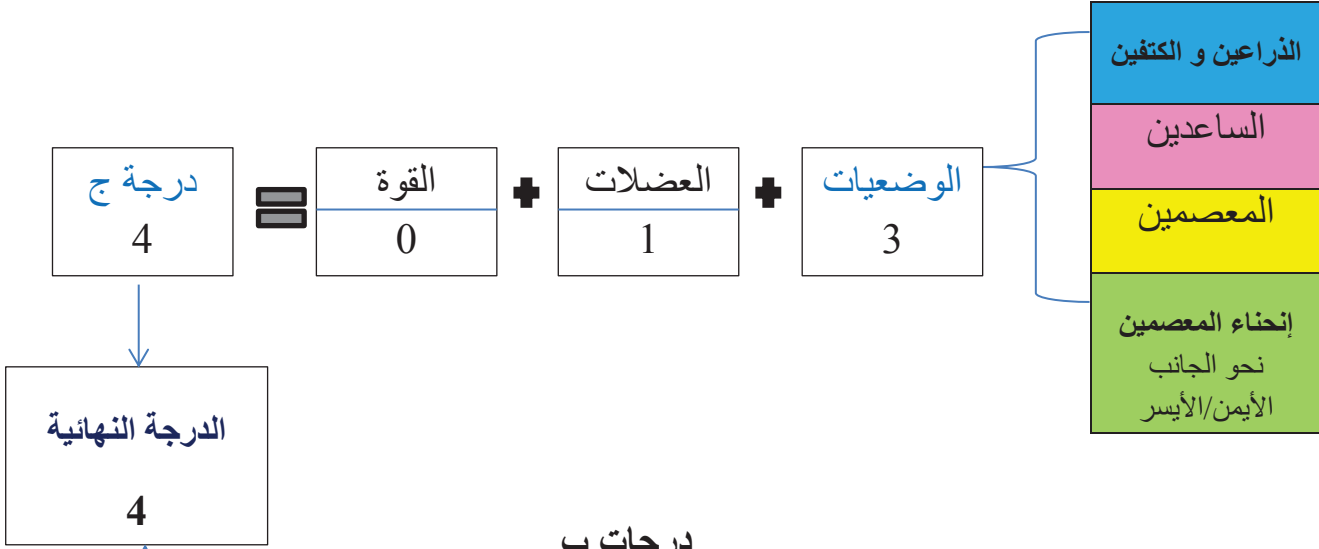 الذراعين و الكتفين
الساعدين
المعصمين
إنحناء المعصمين
نحو الجانب
الأيمن/الأيسر
الوضعيات
3
+
العضلات
1
+
القوة
0
=
درجة ج
4
الدرجة النهائية
4
درجات ب